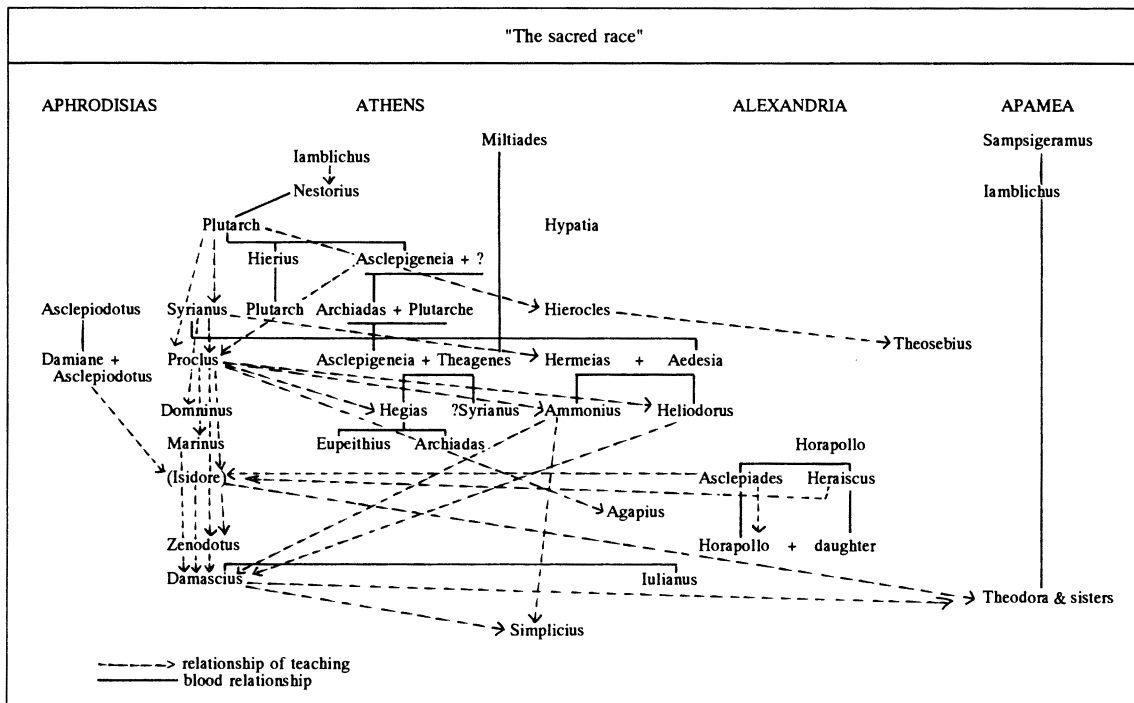 "The sacred race"
APHRODISIAS ATHENS ALEXANDRIA APAMEA
Miltiades Sampsigeramus
Iamblichus
Nestorius Iamblichus
Plutarch Hypatia
Hierius Asclepigeneia + ?
Asclepiodotus Syrianus Plutarch Archiadas + Plutarche Hierocles
Theosebius
Damiane + Proclus Asclepigeneia + Theagenes Hermeias + Aedesia
Asclepiodotus
Domninus Hegias ?Syrianus Ammonius Heliodorus
Marinus Eupeithius Archiadas Horapollo
(Isidore) Asclepiades Heraiscus
Agapius
Zenodotus Horapollo + daughter
Damascius Iulianus
Theodora & sisters
Simplicius
relationship of teaching
blood relationship